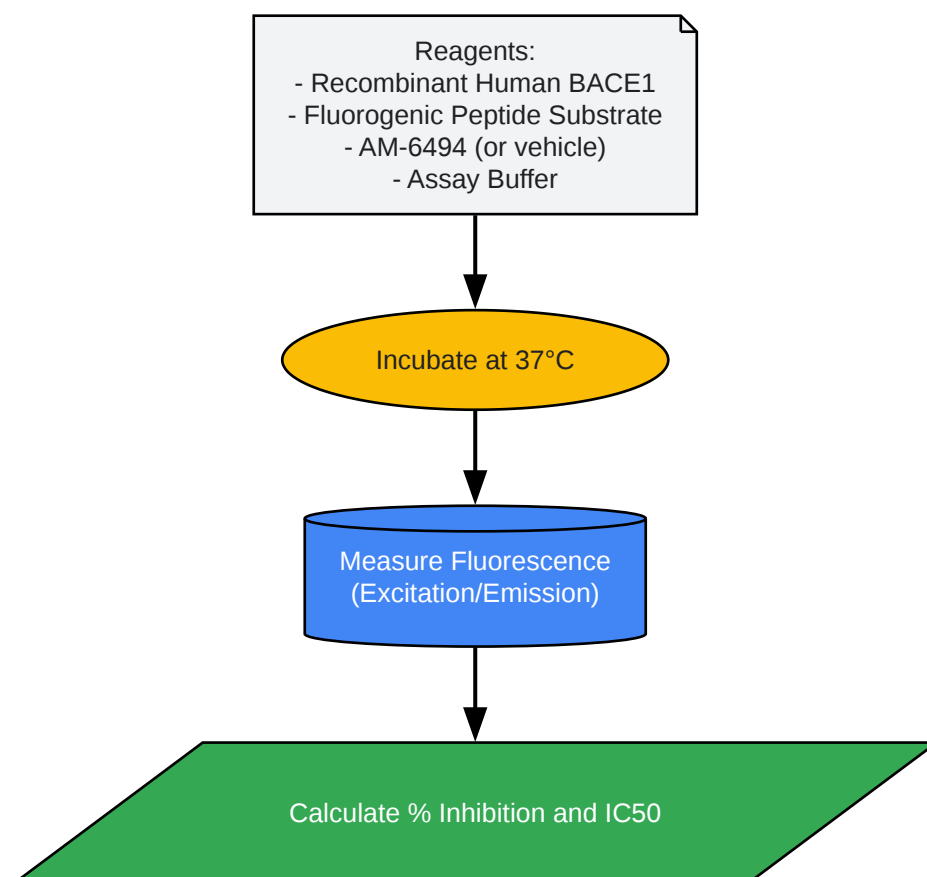 Reagents:
- Recombinant Human BACE1
- Fluorogenic Peptide Substrate
- AM-6494 (or vehicle)
- Assay Buffer
Incubate at 37°C
Measure Fluorescence
(Excitation/Emission)
Calculate % Inhibition and IC50